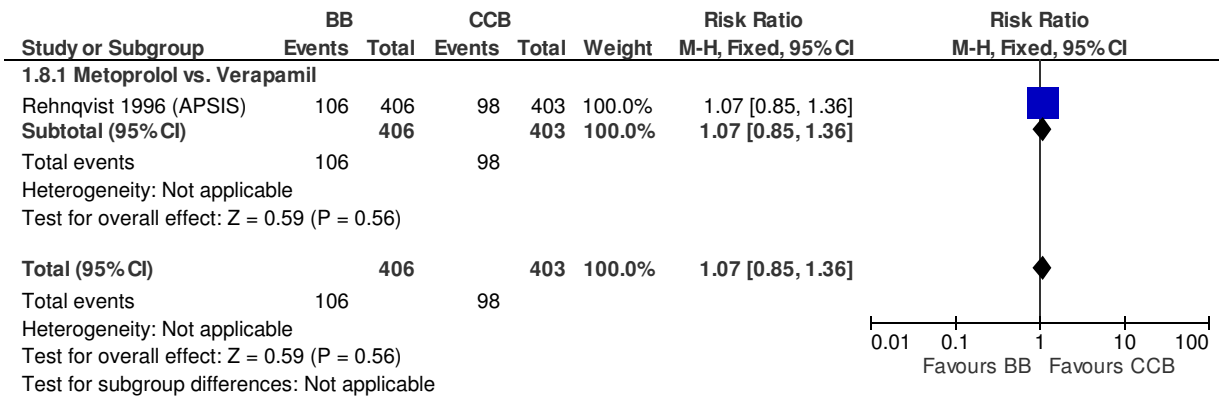 BB CCB Risk Ratio Risk Ratio
Study or Subgroup Events Total Events Total Weight M-H, Fixed, 95% CI M-H, Fixed, 95% CI
1.8.1 Metoprolol vs. Verapamil
Rehnqvist 1996 (APSIS) 106 406 98 403 100.0% 1.07 [0.85, 1.36]
Subtotal (95% CI) 406 403 100.0% 1.07 [0.85, 1.36]
Total events 106 98
Heterogeneity: Not applicable
Test for overall effect: Z = 0.59 (P = 0.56)
Total (95% CI) 406 403 100.0% 1.07 [0.85, 1.36]
Total events 106 98
Heterogeneity: Not applicable
Test for overall effect: Z = 0.59 (P = 0.56)
Test for subgroup differences: Not applicable
0.01 0.1 1 10 100
Favours BB Favours CCB